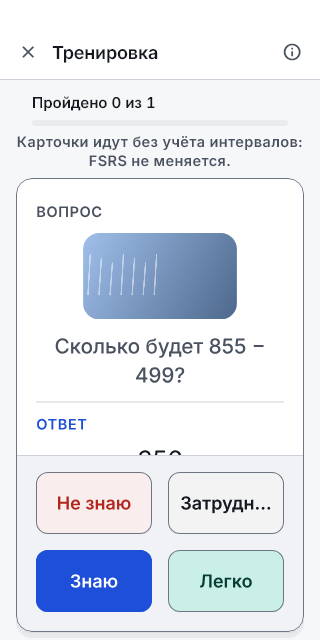 Тренировка
Пройдено 0 из 1
Карточки идут без учёта интервалов:
FSRS не меняется.
ВОПРОС
Сколько будет 855 −
499?
ОТВЕТ
Не знаю
Затрудн...
Знаю
Легко